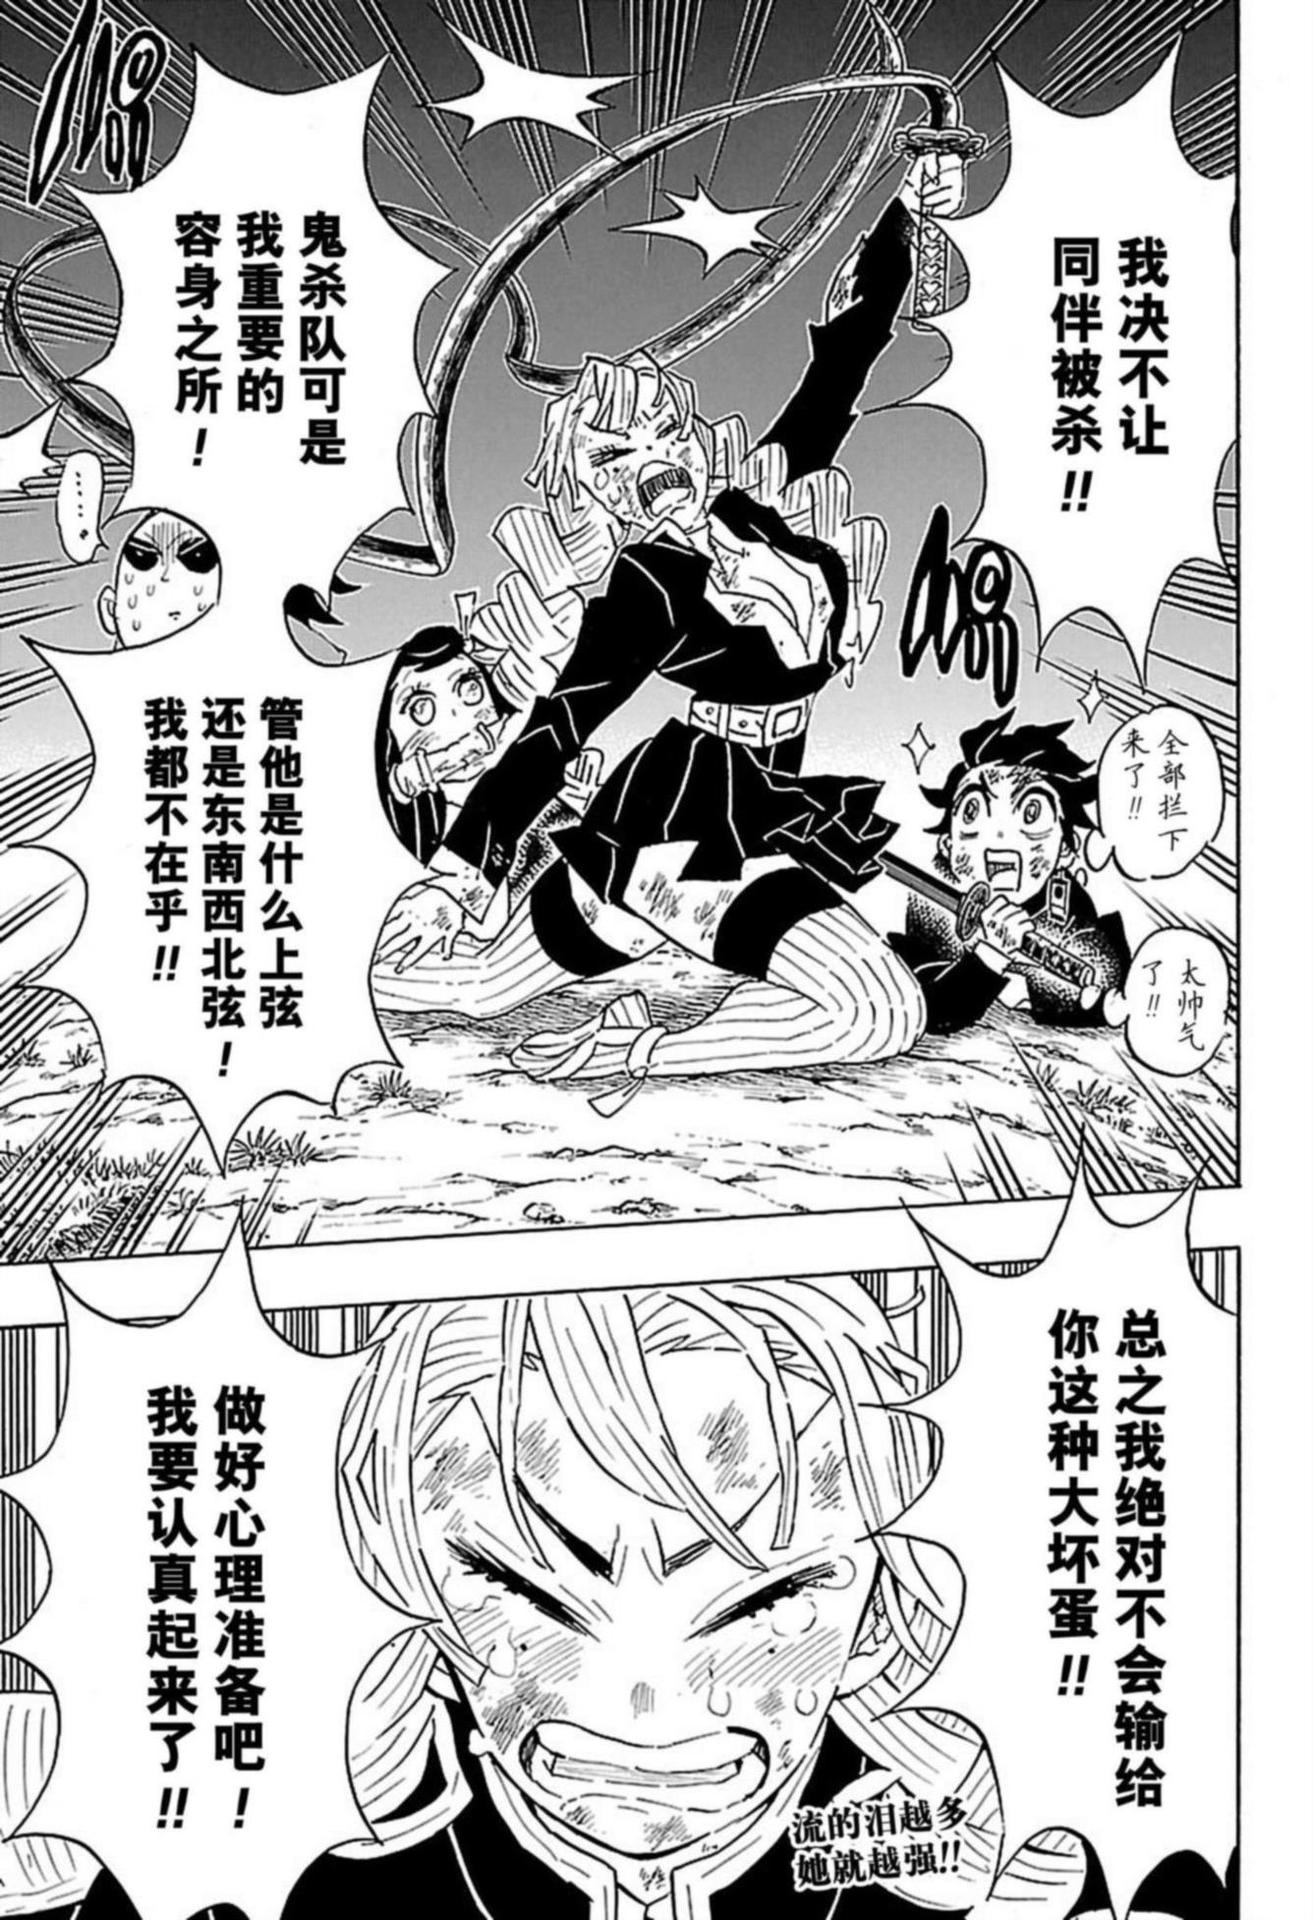 我决不让
同伴被杀!!
鬼杀队可是
我重要的
容身之所!
……。
全部拦下
来了!!
太帅气
了!!
管他是什么上弦
还是东南西北弦!
我都不在乎!!
总之我绝对不会输给
你这种大坏蛋!!
做好心理准备吧!
我要认真起来了!!
流的泪越多
她就越强!!